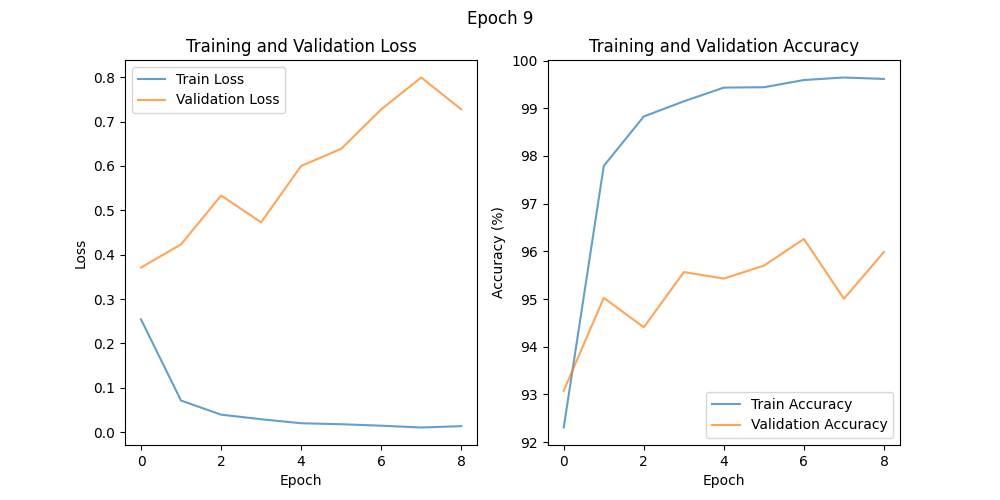 Epoch 9
Training and Validation Loss
Train Loss
Validation Loss
0.8
0.7
0.6
0.5
0.4
0.3
0.2
0.1
0.0
Loss
0
2
4
6
8
Epoch
Training and Validation Accuracy
100
99
98
97
96
95
94
93
92
Accuracy (%)
Train Accuracy
Validation Accuracy
0
2
4
6
8
Epoch